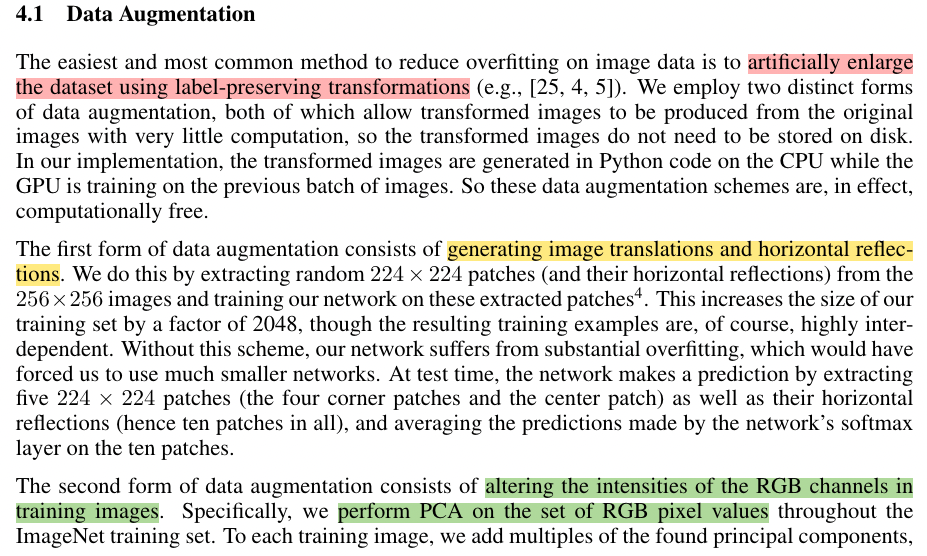 4.1 Data Augmentation
The easiest and most common method to reduce overfitting on image data is to artificially enlarge
the dataset using label-preserving transformations (e.g., [25, 4, 5]). We employ two distinct forms
of data augmentation, both of which allow transformed images to be produced from the original
images with very little computation, so the transformed images do not need to be stored on disk.
In our implementation, the transformed images are generated in Python code on the CPU while the
GPU is training on the previous batch of images. So these data augmentation schemes are, in effect,
computationally free.
The first form of data augmentation consists of generating image translations and horizontal reflec-
tions. We do this by extracting random 224 × 224 patches (and their horizontal reflections) from the
256×256 images and training our network on these extracted patches⁴. This increases the size of our
training set by a factor of 2048, though the resulting training examples are, of course, highly inter-
dependent. Without this scheme, our network suffers from substantial overfitting, which would have
forced us to use much smaller networks. At test time, the network makes a prediction by extracting
five 224 × 224 patches (the four corner patches and the center patch) as well as their horizontal
reflections (hence ten patches in all), and averaging the predictions made by the network's softmax
layer on the ten patches.
The second form of data augmentation consists of altering the intensities of the RGB channels in
training images. Specifically, we perform PCA on the set of RGB pixel values throughout the
ImageNet training set. To each training image, we add multiples of the found principal components,